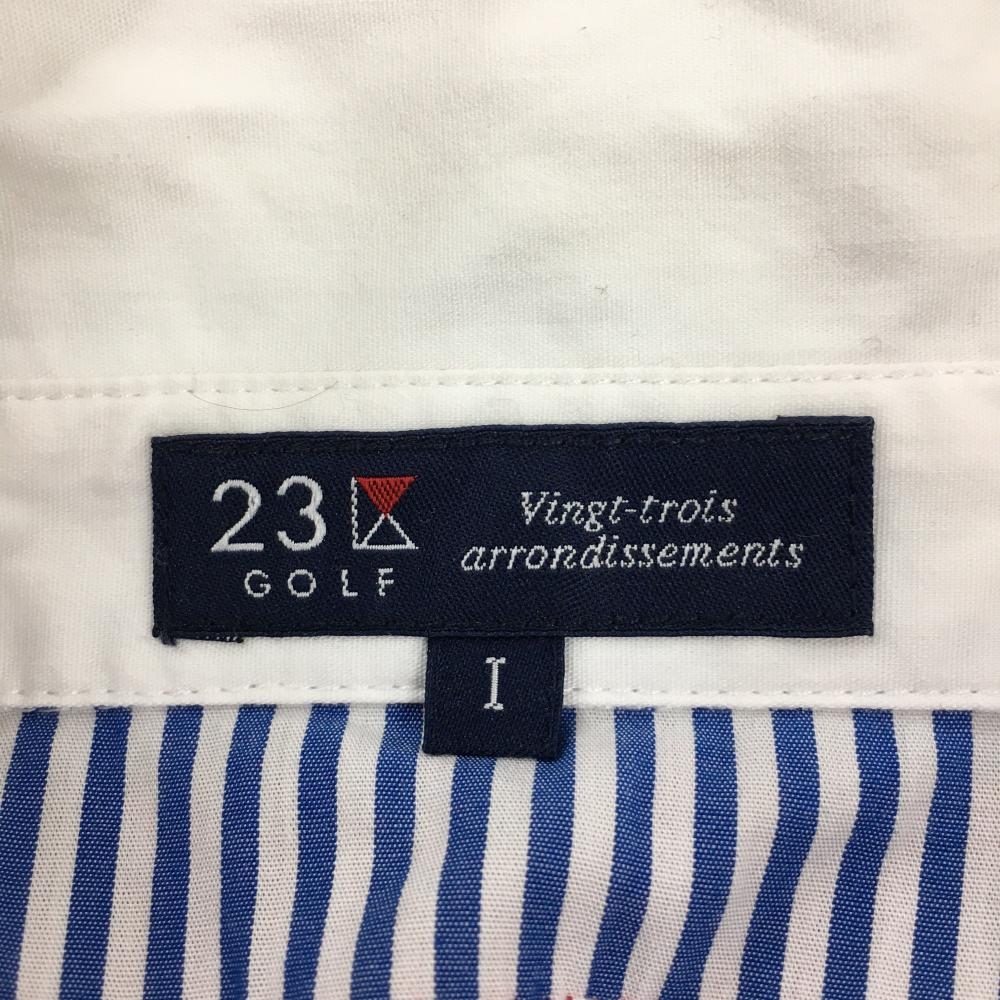 23
GOLF
Vingt-trois
arrondissements
I